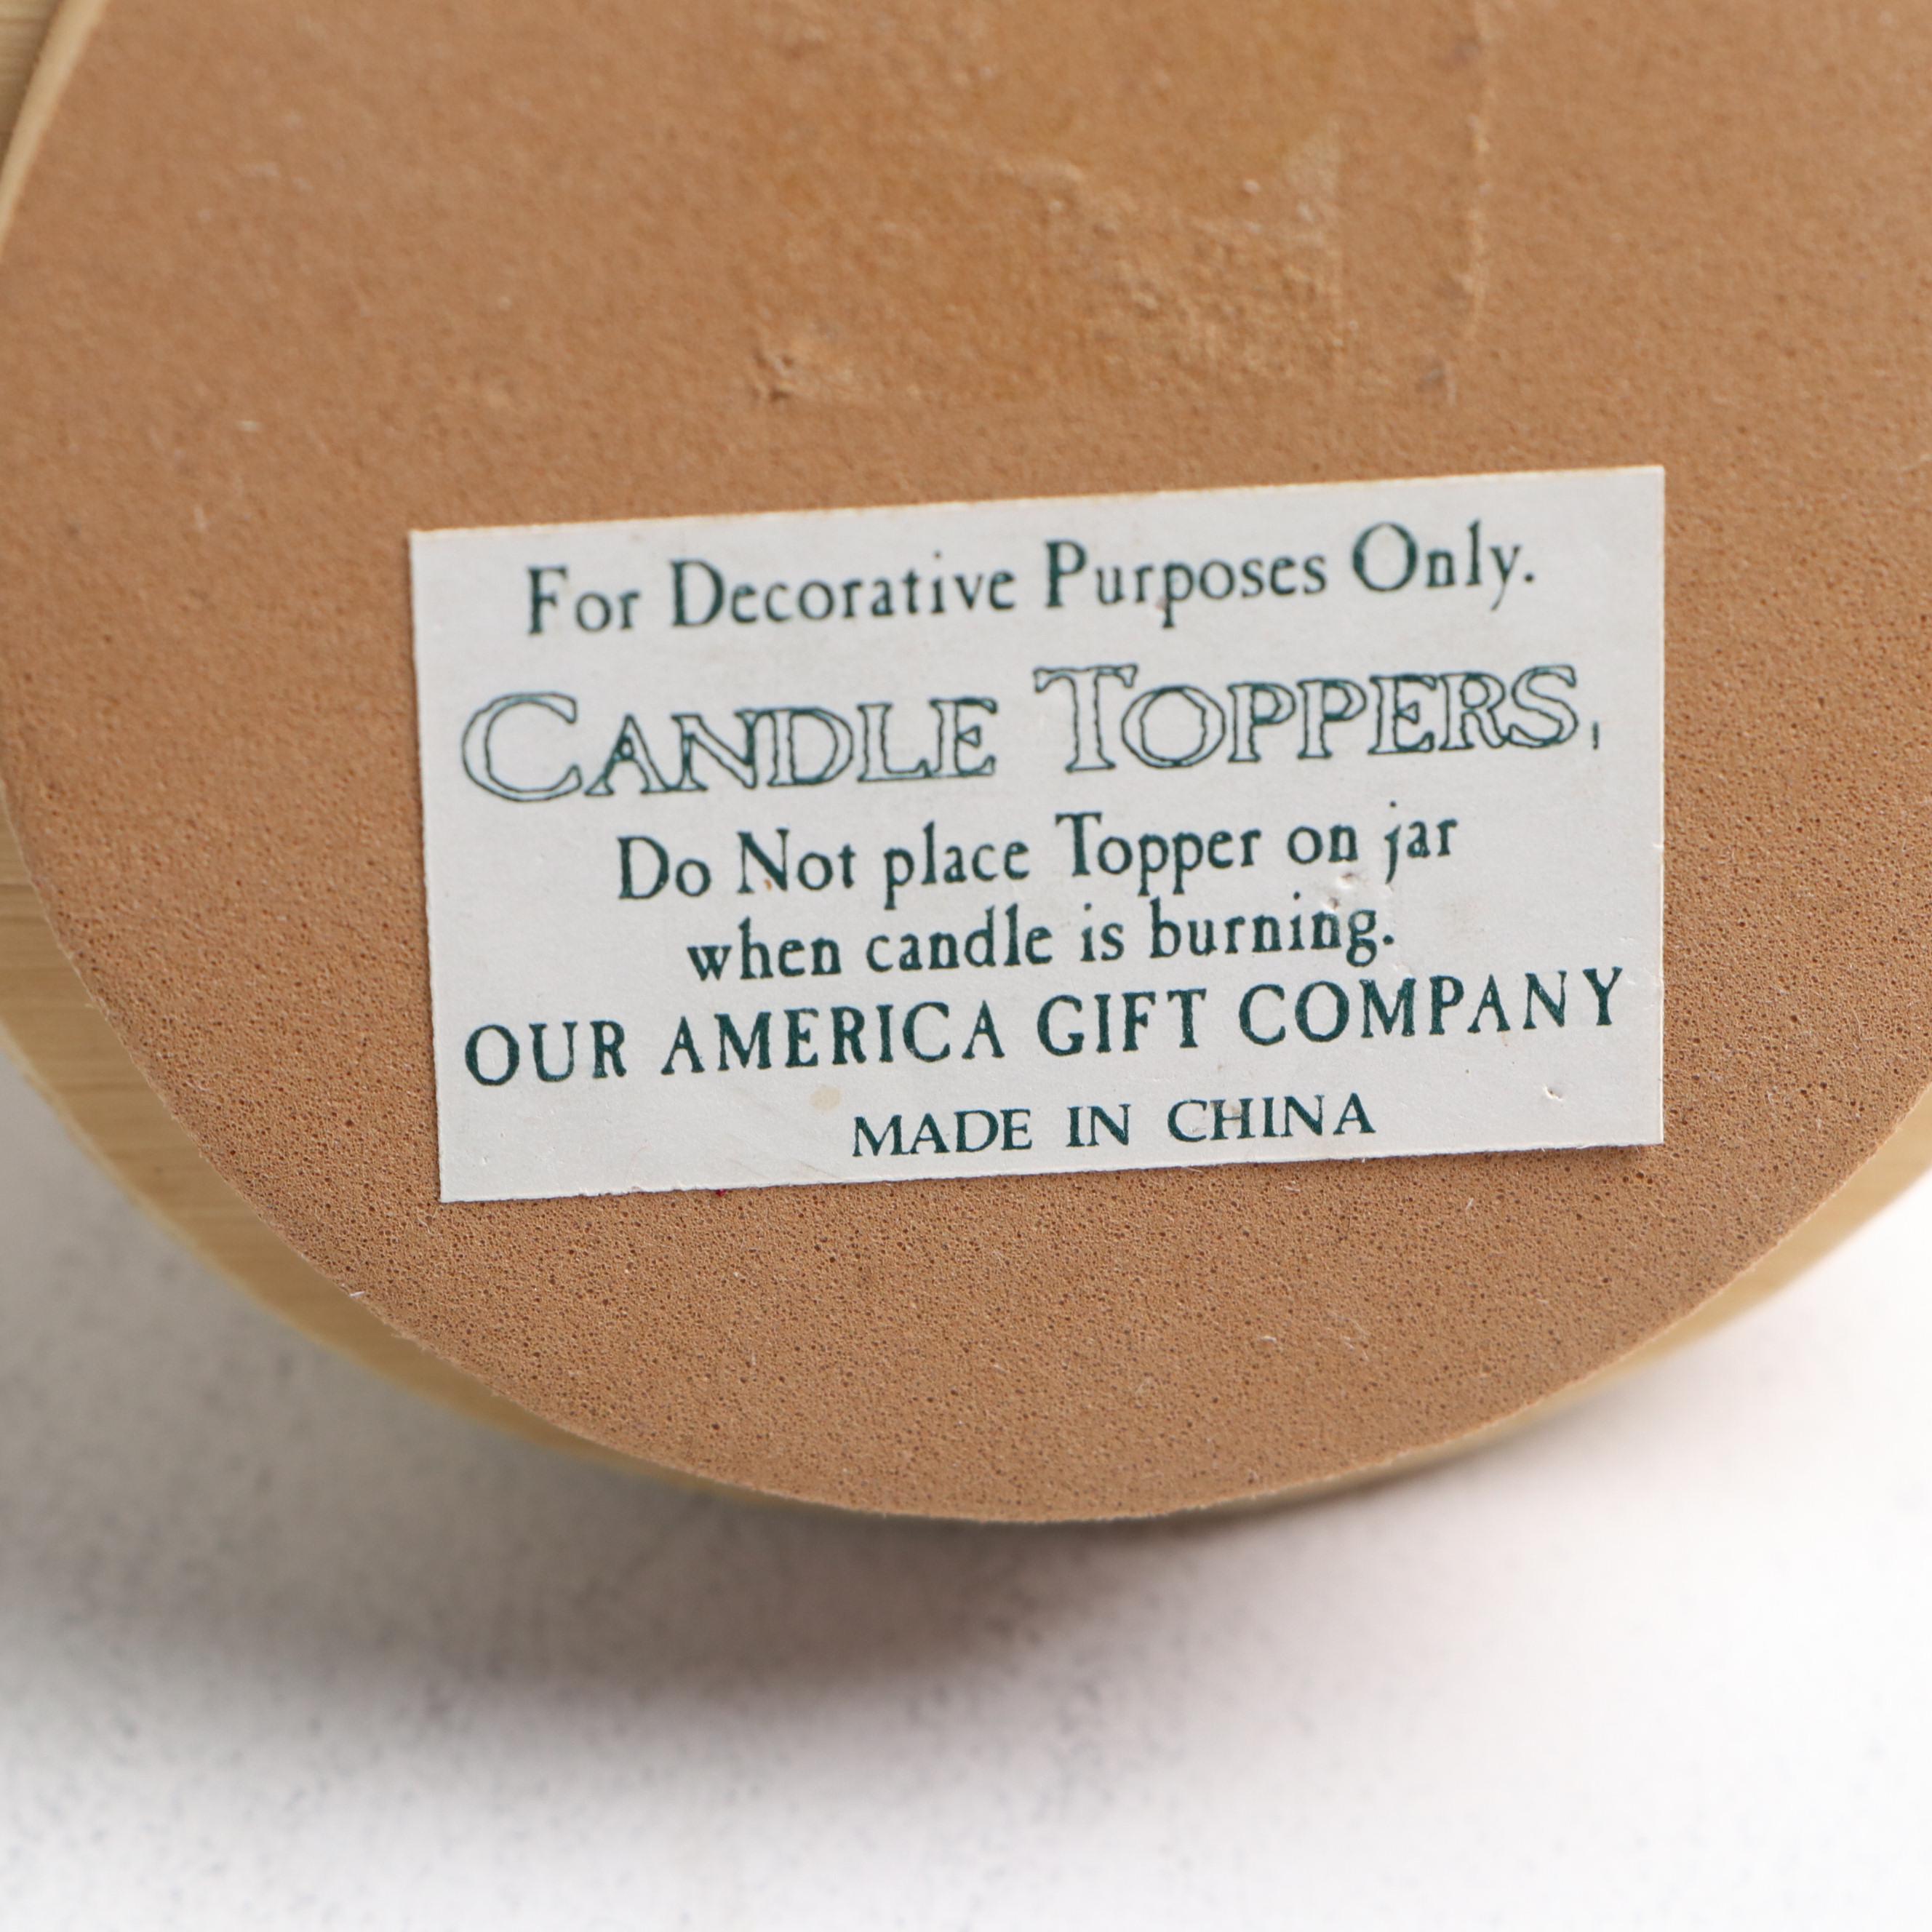 For Decorative Purposes Only.
CANDLE TOPPERS,
Do Not place Topper on jar
when candle is burning.
OUR AMERICA GIFT COMPANY
MADE IN CHINA